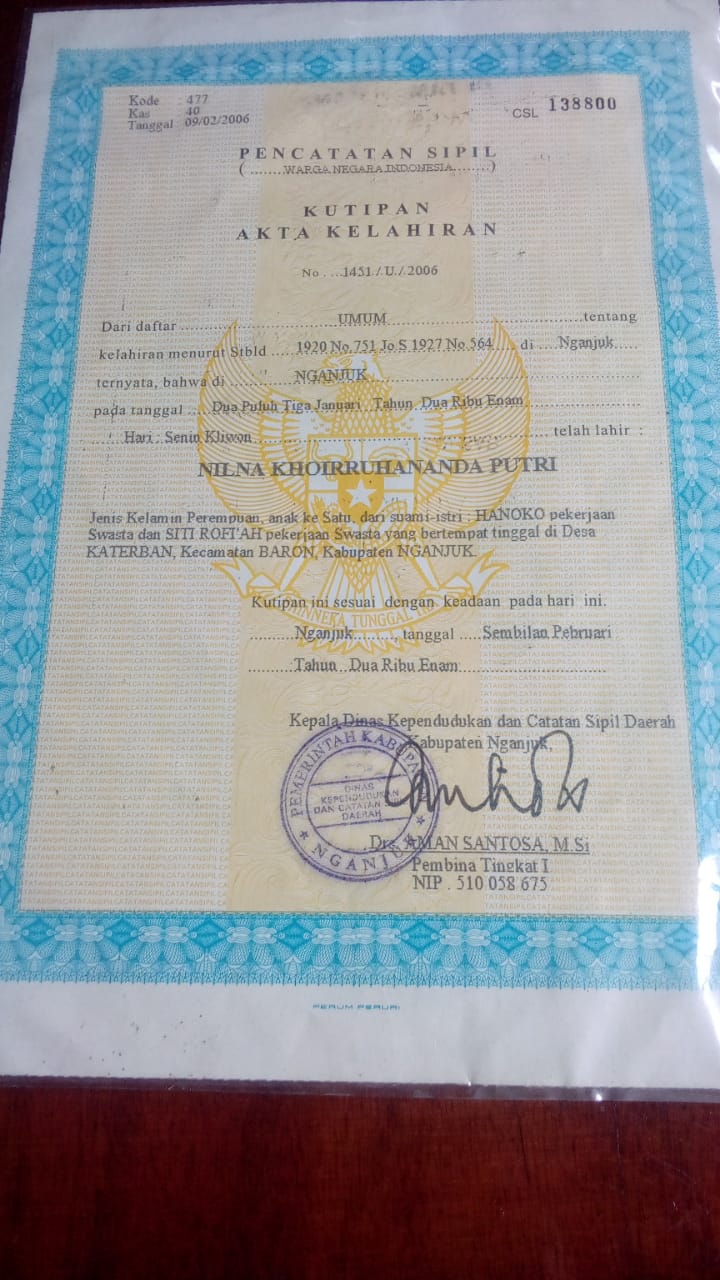 Kode : 477
Kas 40
Tanggal 09/02/2006
CSL 138800
PENCATATAN SIPIL
(.......WARGA NEGARA INDONESIA.......)
KUTIPAN
AKTA KELAHIRAN
No. ...1451./U./2006
Dari daftar ..... UMUM ..... tentang
kelahiran menurut Stbld .... 1920 No.751 Jo.S 1927 No.564 .... di .... Nganjuk.....
ternyata, bahwa di ..... NGANJUK .....
pada tanggal ..... Dua Puluh Tiga Januari Tahun Dua Ribu Enam .....
..... Hari : Senin Kliwon ..... telah lahir :
NILNA KHOIRRUHANANDA PUTRI
Jenis Kelamin Perempuan, anak ke Satu, dari suami-istri : HANOKO pekerjaan
Swasta dan SITI ROFI'AH pekerjaan Swasta yang bertempat tinggal di Desa
KATERBAN, Kecamatan BARON, Kabupaten NGANJUK.
Kutipan ini sesuai dengan keadaan pada hari ini.
.......... Nganjuk.........., tanggal ..... Sembilan Pebruari
.......... Tahun Dua Ribu Enam ..........
Kepala Dinas Kependudukan dan Catatan Sipil Daerah
Kabupaten Nganjuk,
PEMERINTAH KABUPATEN
DINAS
KEPENDUDUKAN
DAN CATATAN
DAERAH
NGANJUK
Drs. AMAN SANTOSA, M.Si
Pembina Tingkat I
NIP . 510 058 675
PERUM PERURI